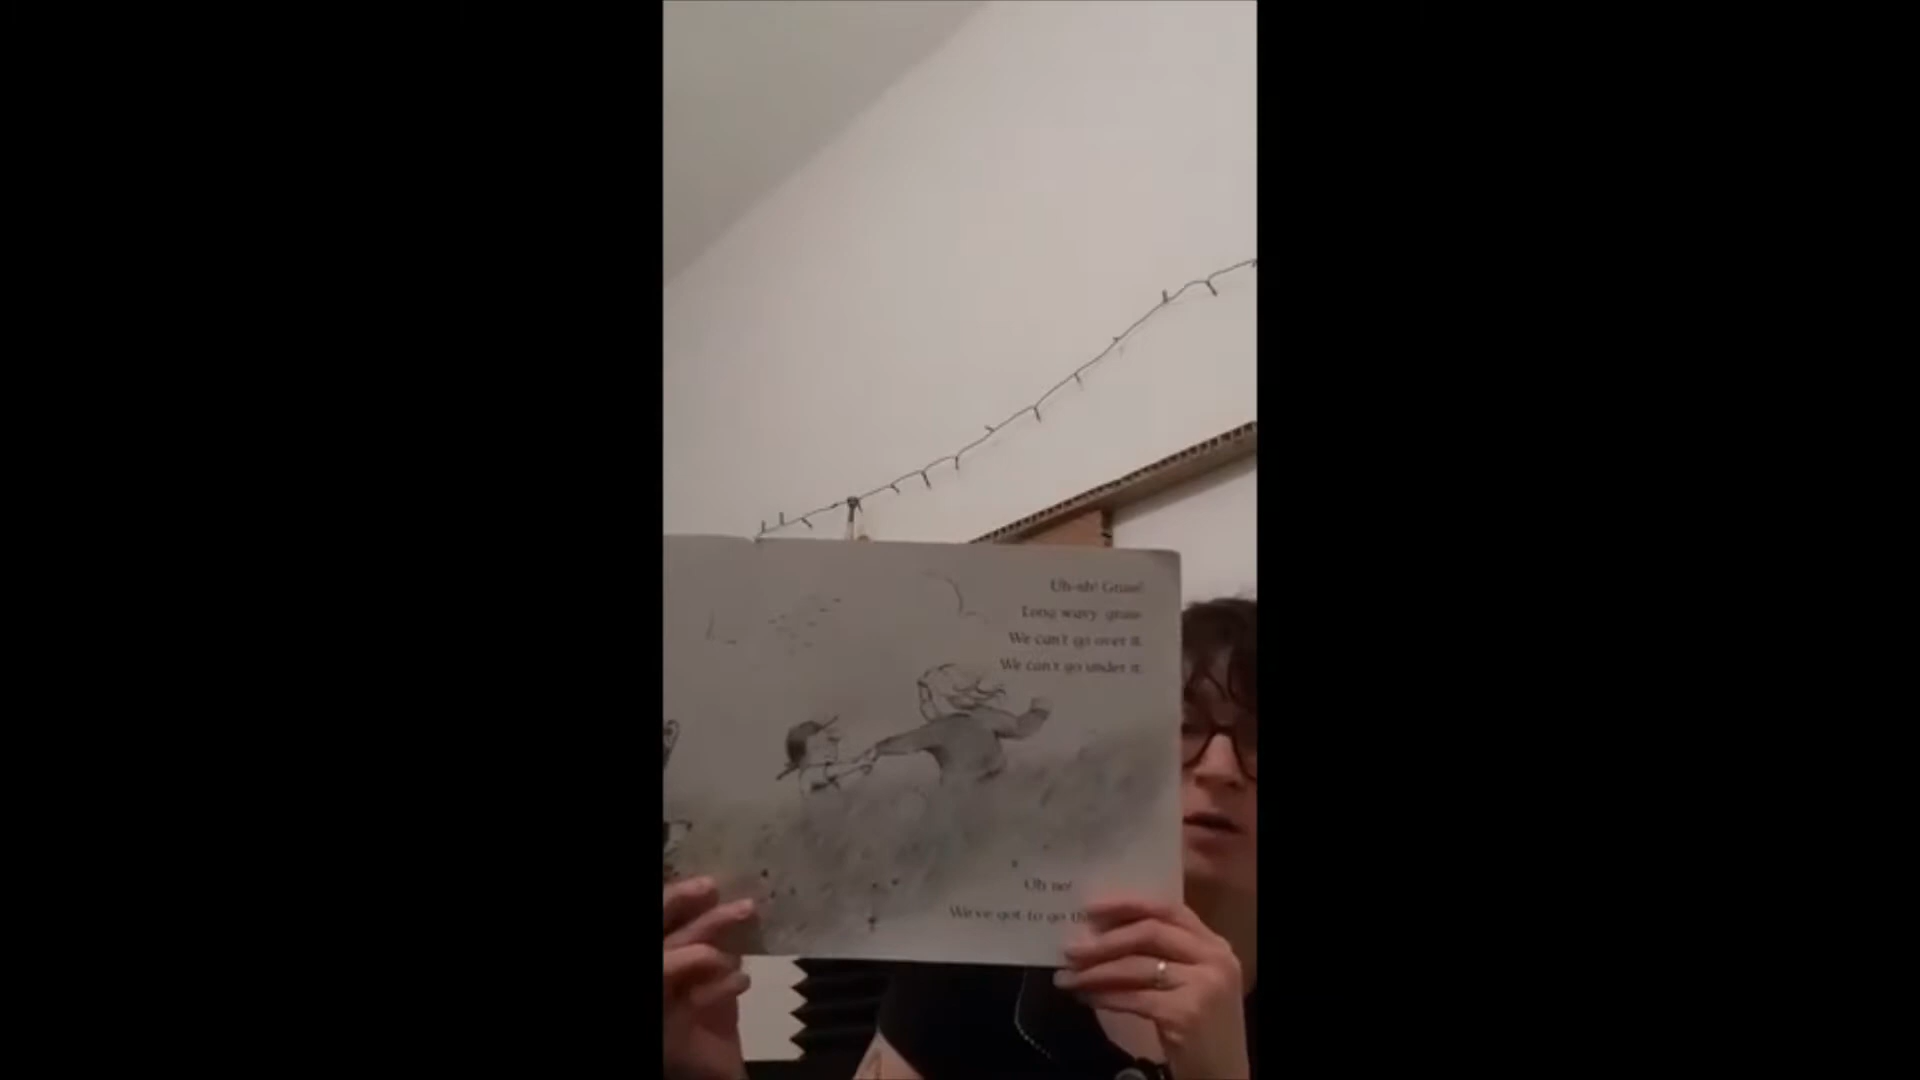 Uh-uh! Grass!
Long wavy grass.
We can't go over it.
We can't go under it.
Oh no!
We've got to go th